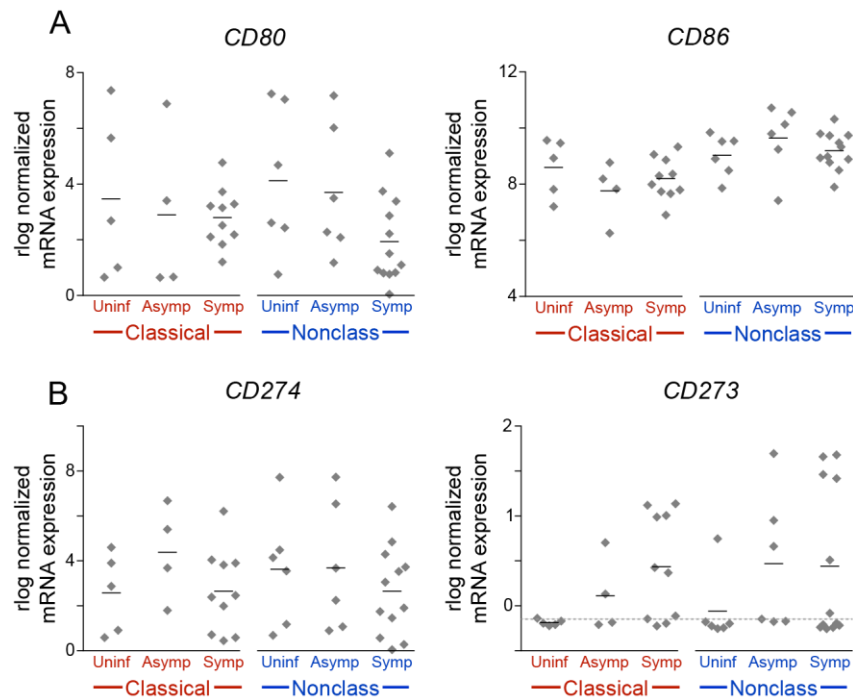 A
CD80
CD86
rlog normalized
mRNA expression
8
4
0
Uninf Asymp Symp Uninf Asymp Symp
Classical Nonclass
rlog normalized
mRNA expression
12
8
4
Uninf Asymp Symp Uninf Asymp Symp
Classical Nonclass
B
CD274
CD273
rlog normalized
mRNA expression
8
4
0
Uninf Asymp Symp Uninf Asymp Symp
Classical Nonclass
rlog normalized
mRNA expression
2
1
0
Uninf Asymp Symp Uninf Asymp Symp
Classical Nonclass